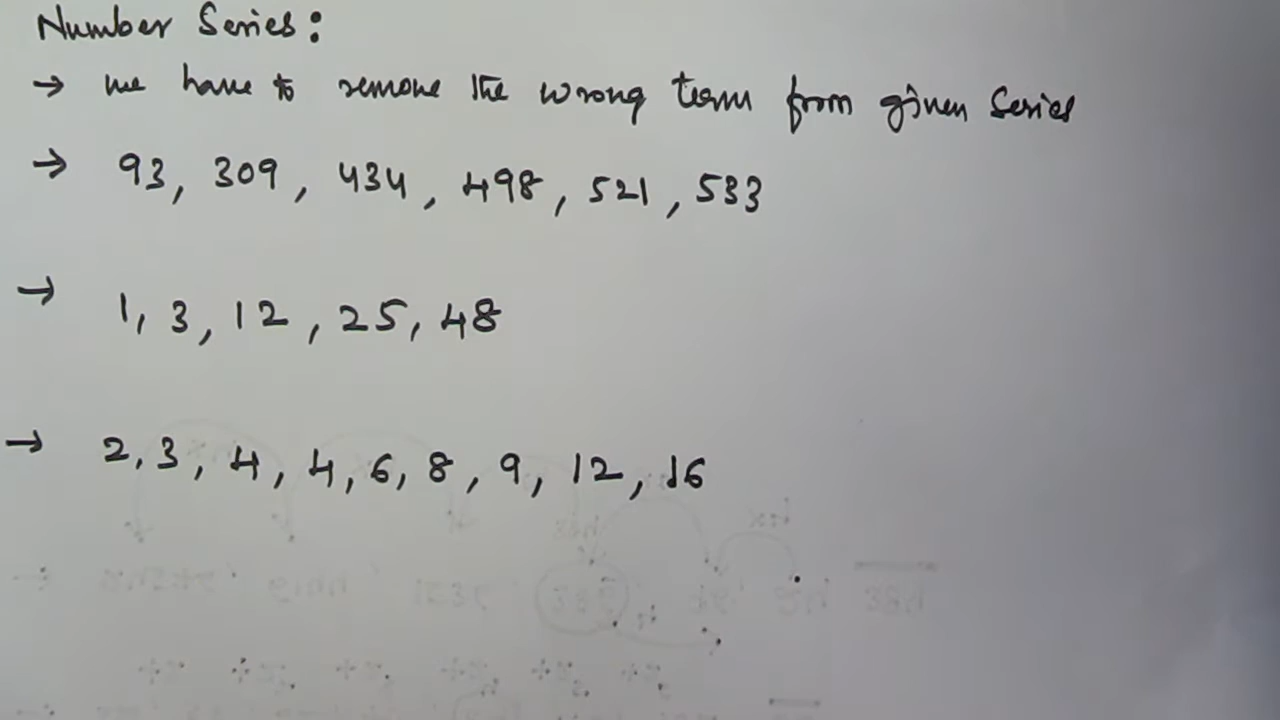 Number Series:
→ we have to remove the wrong term from given series
→ 93, 309, 434, 498, 521, 533
→ 1, 3, 12, 25, 48
→ 2, 3, 4, 4, 6, 8, 9, 12, 16